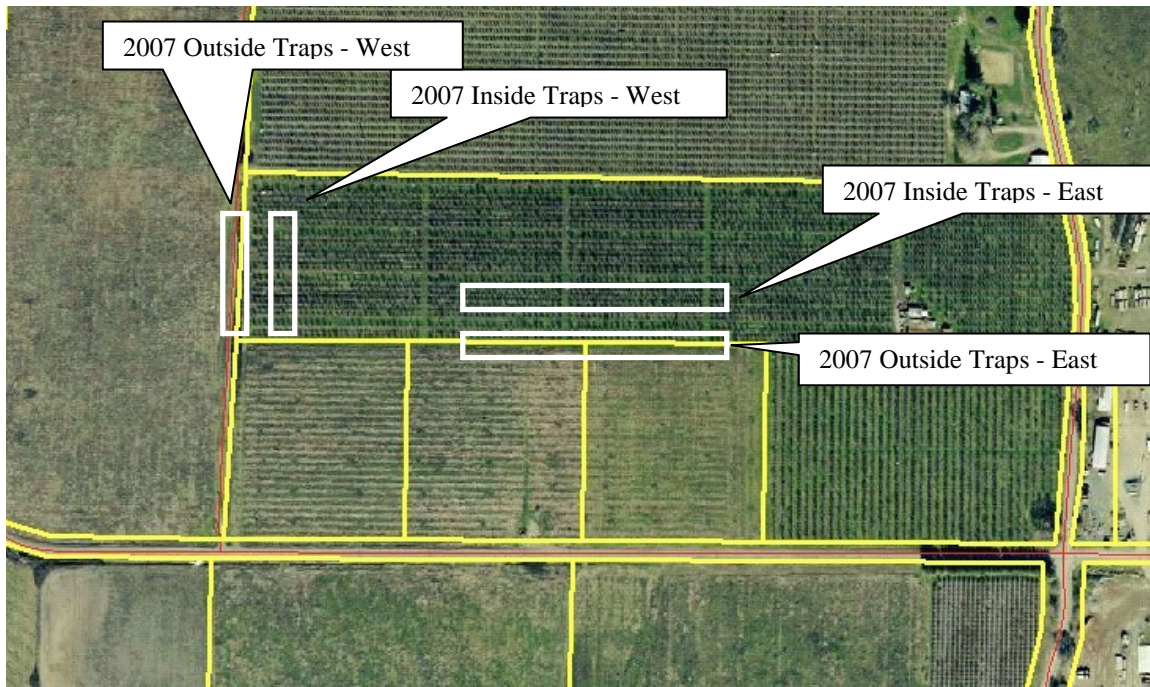 2007 Outside Traps - West
2007 Inside Traps - West
2007 Inside Traps - East
2007 Outside Traps - East